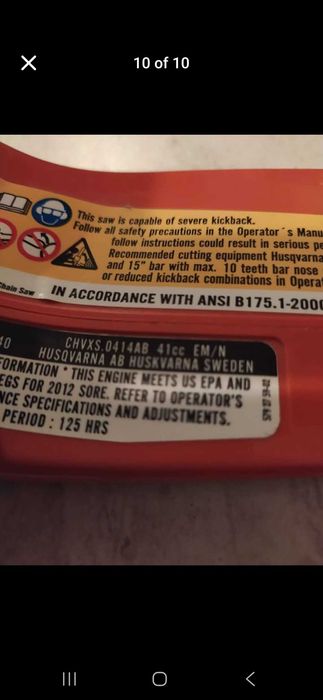 10 of 10
This saw is capable of severe kickback.
Follow all safety precautions in the Operator´s Manu
follow instructions could result in serious pe
Recommended cutting equipment Husqvarna
and 15" bar with max. 10 teeth bar nose
or reduced kickback combinations in Opera
Chain Saw
IN ACCORDANCE WITH ANSI B175.1-2000
40 CHVXS.0414AB 41cc EM/N
HUSQVARNA AB HUSKVARNA SWEDEN
FORMATION * THIS ENGINE MEETS US EPA AND
EGS FOR 2012 SORE. REFER TO OPERATOR'S
NCE SPECIFICATIONS AND ADJUSTMENTS.
PERIOD : 125 HRS